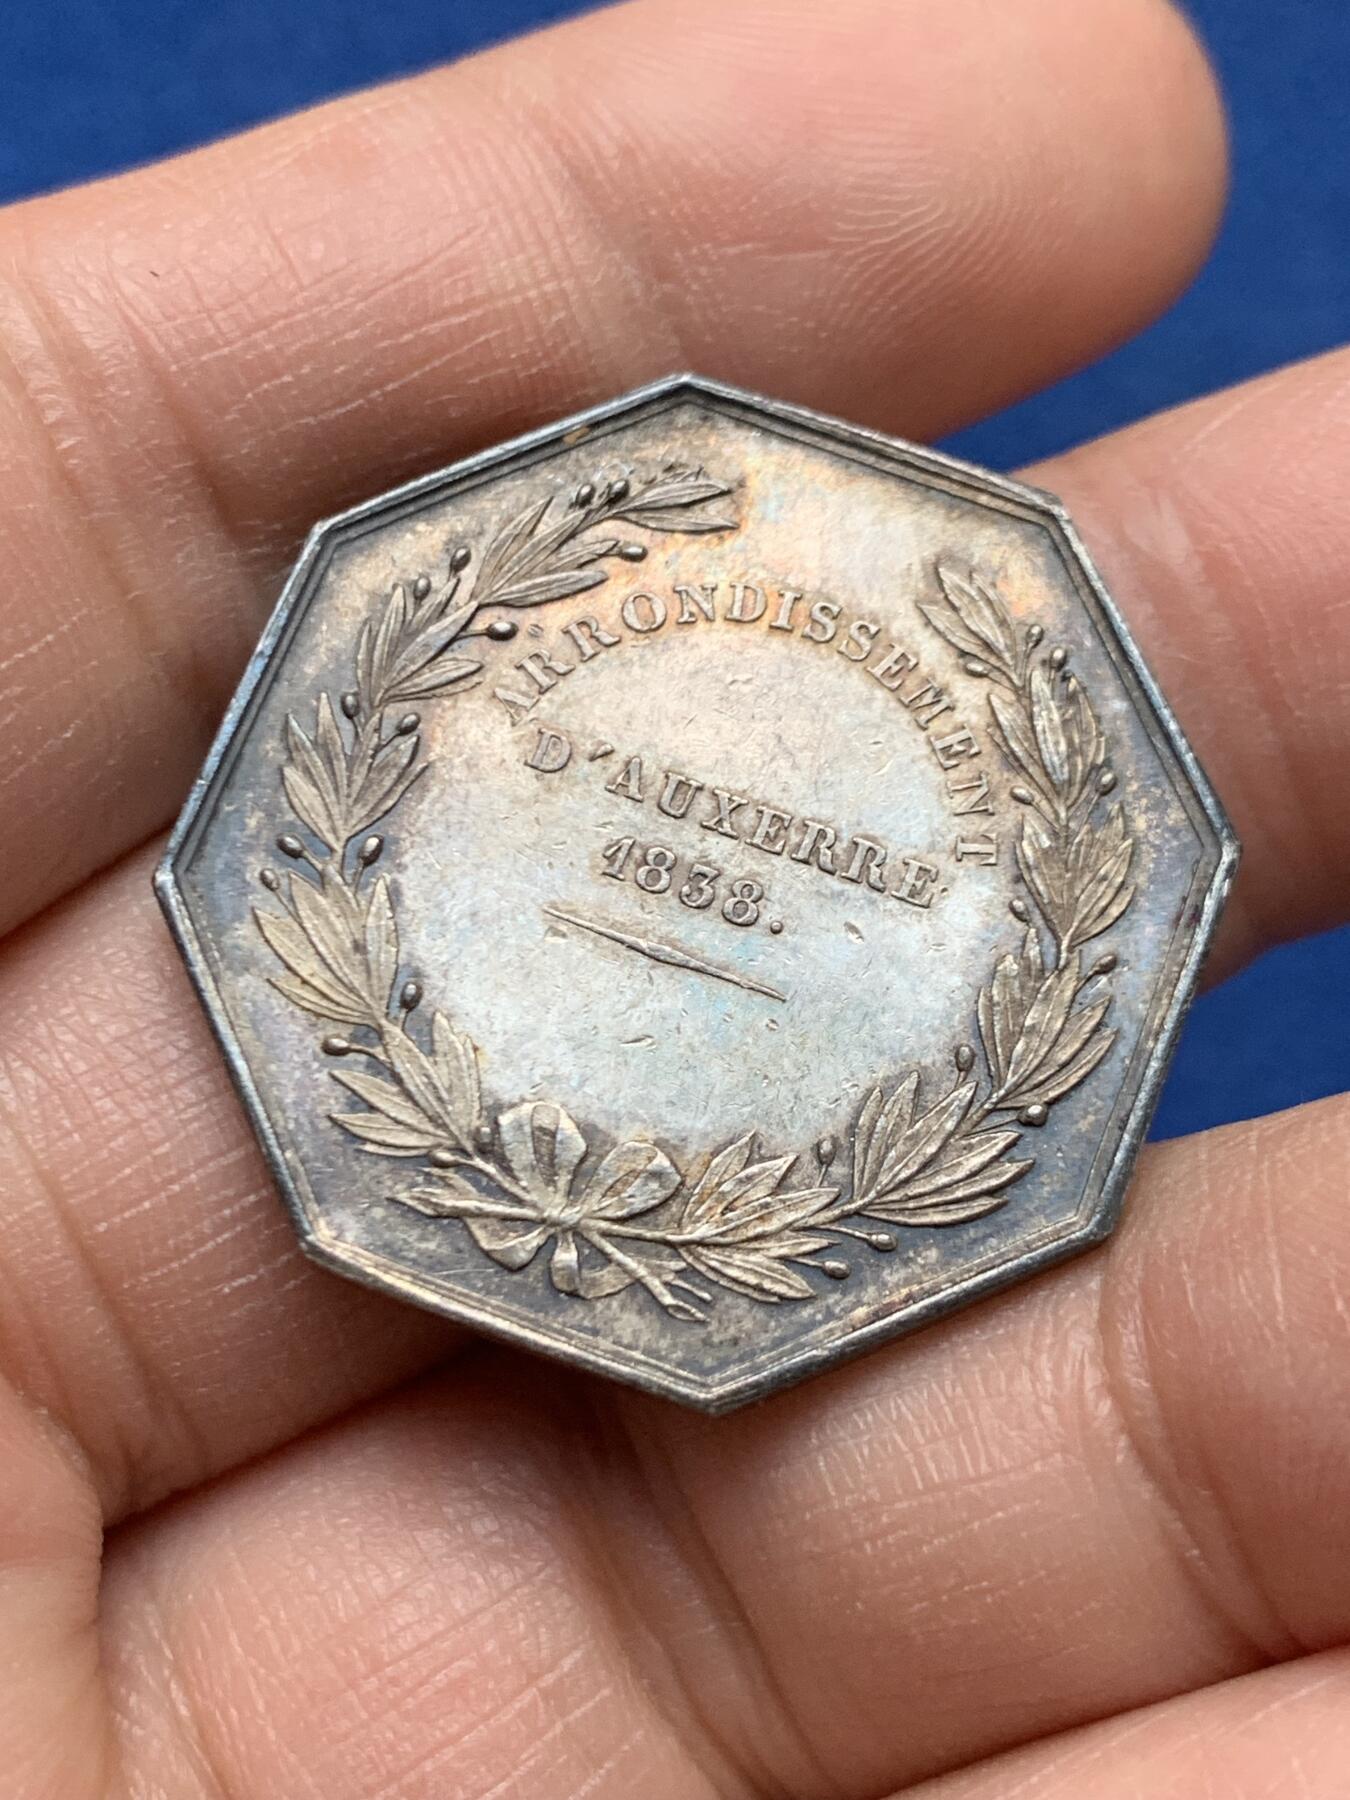 ARRONDISSEMENT
D'AUXERRE
1838.